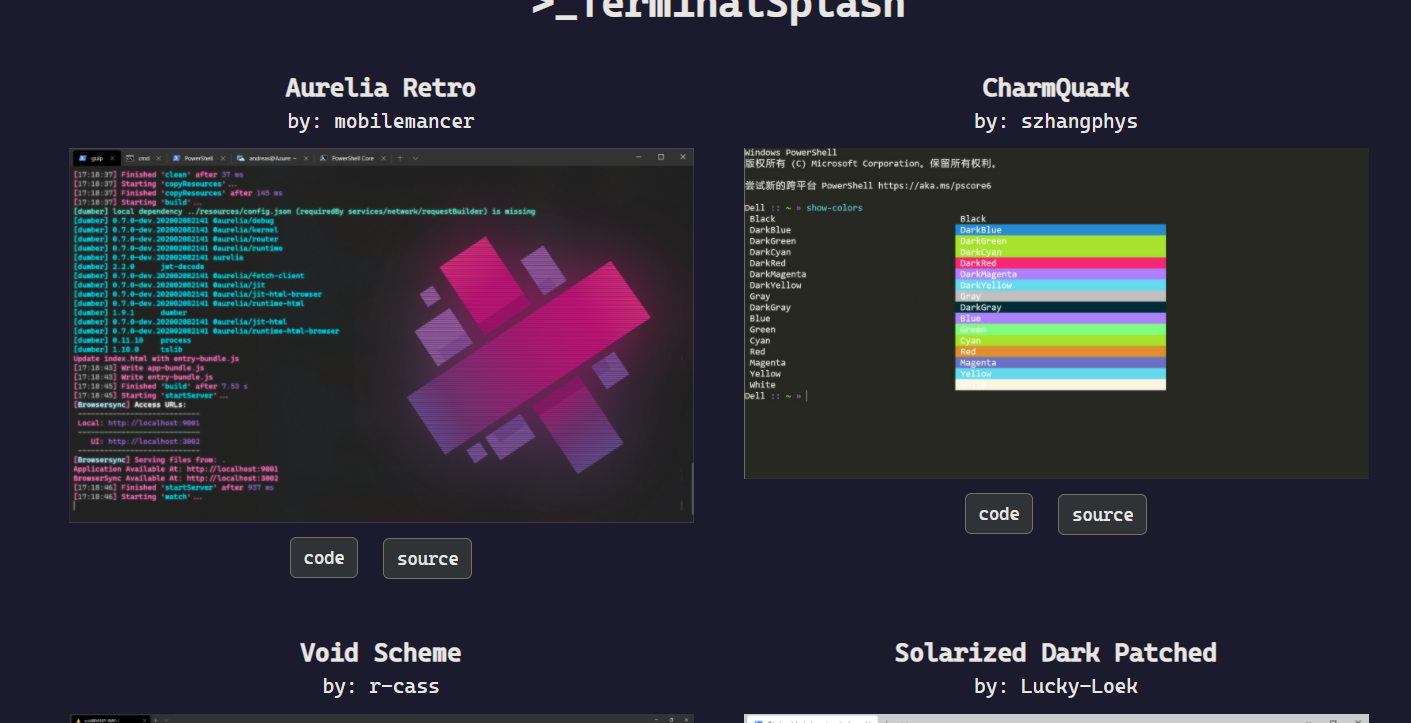 >_TerminalSplash
Aurelia Retro
by: mobilemancer
gulp
cmd
PowerShell
andreas@Azure: ~
PowerShell Core
[17:18:37] Finished 'clean' after 37 ms
[17:18:37] Starting 'copyResources'...
[17:18:37] Finished 'copyResources' after 145 ms
[17:18:37] Starting 'build'...
[dumber] local dependency ../resources/config.json (requiredBy services/network/requestBuilder) is missing
[dumber] 0.7.0-dev.202002082141 @aurelia/debug
[dumber] 0.7.0-dev.202002082141 @aurelia/kernel
[dumber] 0.7.0-dev.202002082141 @aurelia/router
[dumber] 0.7.0-dev.202002082141 @aurelia/runtime
[dumber] 0.7.0-dev.202002082141 aurelia
[dumber] 2.2.0 jwt-decode
[dumber] 0.7.0-dev.202002082141 @aurelia/fetch-client
[dumber] 0.7.0-dev.202002082141 @aurelia/jit
[dumber] 0.7.0-dev.202002082141 @aurelia/jit-html-browser
[dumber] 0.7.0-dev.202002082141 @aurelia/runtime-html
[dumber] 1.9.1 dumber
[dumber] 0.7.0-dev.202002082141 @aurelia/jit-html
[dumber] 0.7.0-dev.202002082141 @aurelia/runtime-html-browser
[dumber] 0.11.10 process
[dumber] 1.10.0 tslib
Update index.html with entry-bundle.js
[17:18:43] Write app-bundle.js
[17:18:43] Write entry-bundle.js
[17:18:45] Finished 'build' after 7.53 s
[17:18:45] Starting 'startServer'...
[Browsersync] Access URLs:
Local: http://localhost:9001
UI: http://localhost:3002
[Browsersync] Serving files from: .
Application Available At: http://localhost:9001
BrowserSync Available At: http://localhost:3002
[17:18:46] Finished 'startServer' after 937 ms
[17:18:46] Starting 'watch'...
code source
CharmQuark
by: szhangphys
Windows PowerShell
版权所有 (C) Microsoft Corporation。保留所有权利。
尝试新的跨平台 PowerShell https://aka.ms/pscore6
Dell :: ~ » show-colors
Black Black
DarkBlue DarkBlue
DarkGreen DarkGreen
DarkCyan DarkCyan
DarkRed DarkRed
DarkMagenta DarkMagenta
DarkYellow DarkYellow
Gray Gray
DarkGray DarkGray
Blue Blue
Green Green
Cyan Cyan
Red Red
Magenta Magenta
Yellow Yellow
White
Dell :: ~ »
code source
Void Scheme
by: r-cass
Solarized Dark Patched
by: Lucky-Loek